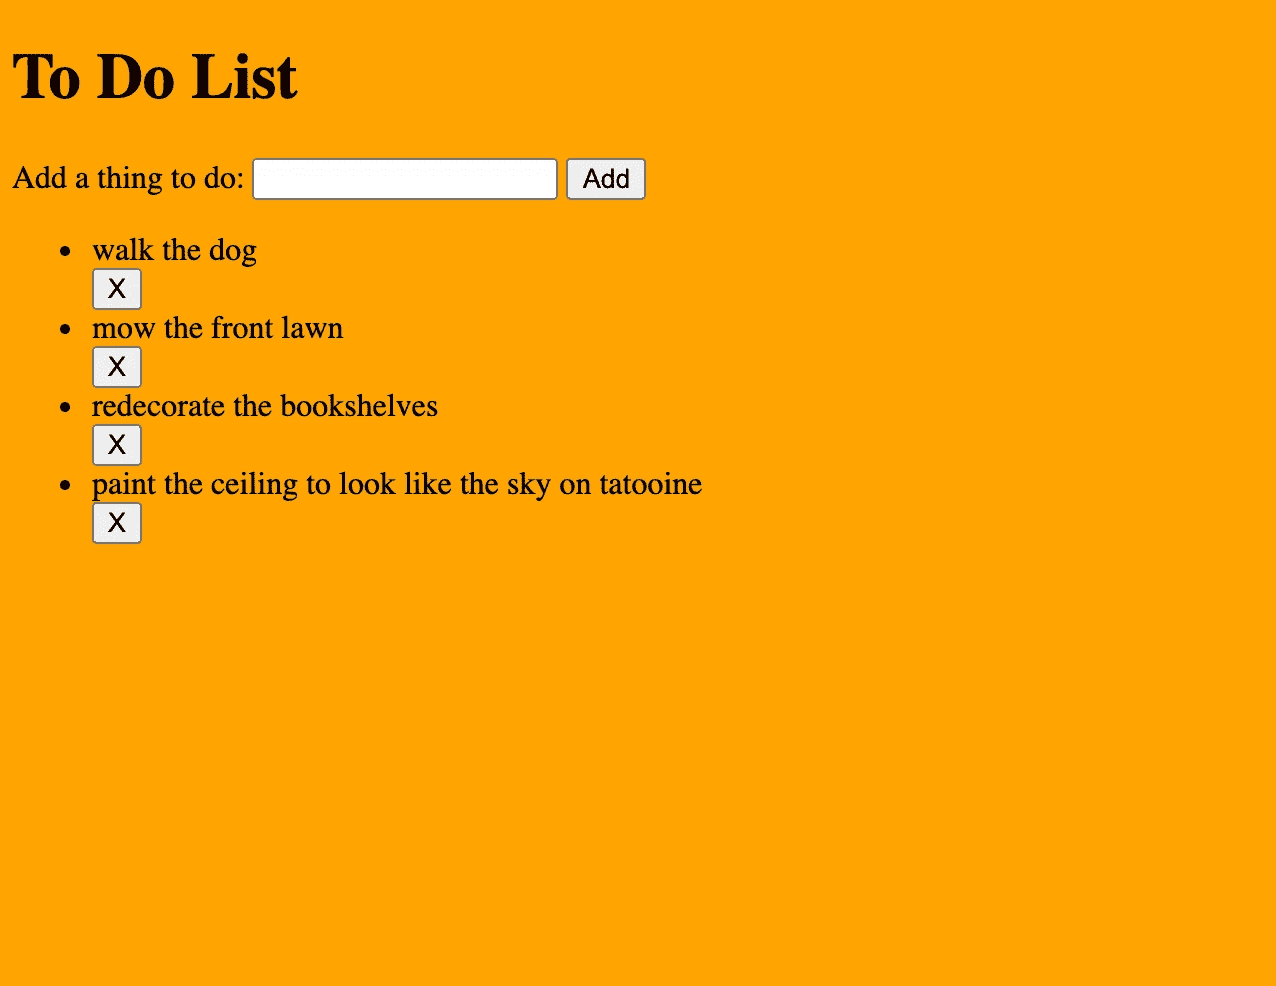 To Do List
Add a thing to do: Add
walk the dog
X
mow the front lawn
X
redecorate the bookshelves
X
paint the ceiling to look like the sky on tatooine
X